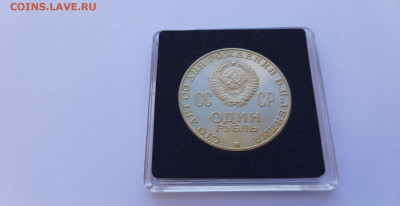 COINS.LAVE.RU
СТО ЛЕТ СО ДНЯ РОЖДЕНИЯ В.И.ЛЕНИНА
СС СР
ОДИН
РУБЛЬ